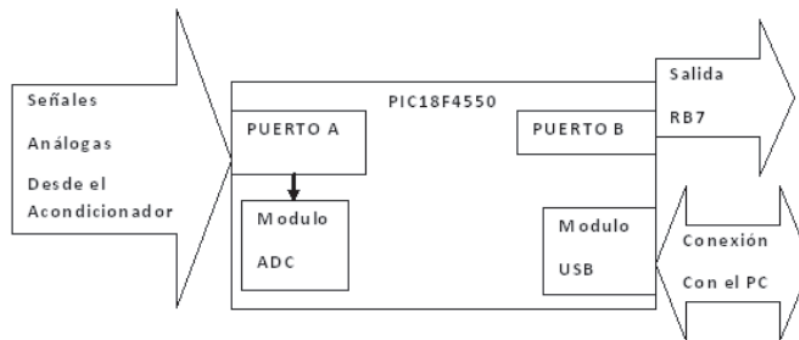 Señales
Análogas
Desde el
Acondicionador
PIC18F4550
PUERTO A
Modulo
ADC
PUERTO B
Modulo
USB
Salida
RB7
Conexión
Con el PC